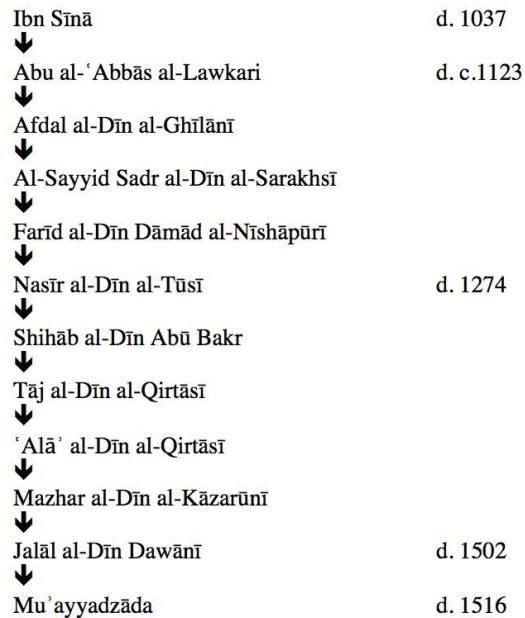 Ibn Sīnā d. 1037
Abu al-ʿAbbās al-Lawkari d. c.1123
Afdal al-Dīn al-Ghīlānī
Al-Sayyid Sadr al-Dīn al-Sarakhsī
Farīd al-Dīn Dāmād al-Nīshāpūrī
Nasīr al-Dīn al-Tūsī d. 1274
Shihāb al-Dīn Abū Bakr
Tāj al-Dīn al-Qirtāsī
ʿAlāʾ al-Dīn al-Qirtāsī
Mazhar al-Dīn al-Kāzarūnī
Jalāl al-Dīn Dawānī d. 1502
Muʾayyadzāda d. 1516